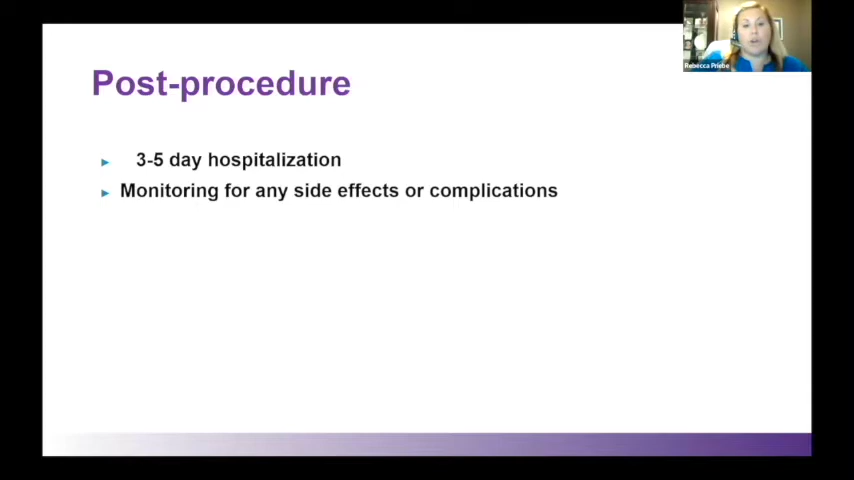 Rebecca Priebe
Post-procedure
3-5 day hospitalization
Monitoring for any side effects or complications